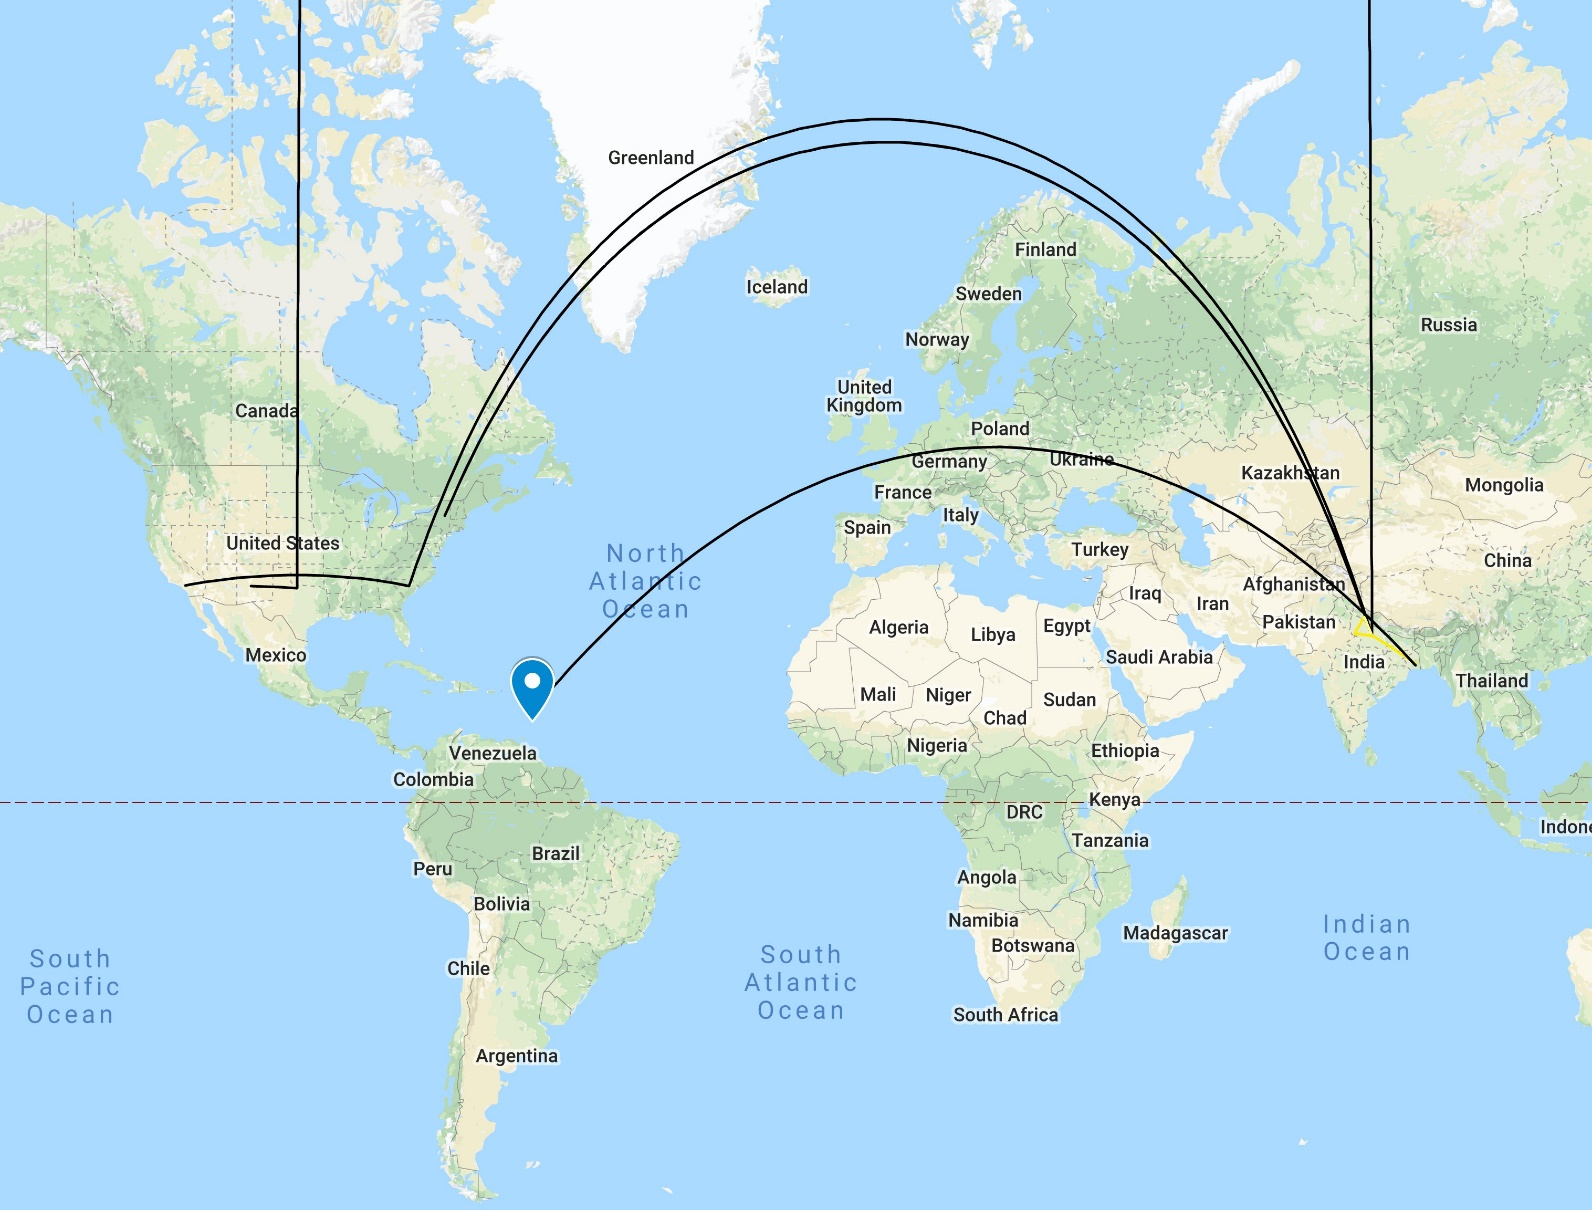 Greenland
Finland
Iceland
Sweden
Russia
Norway
United
Kingdom
Canada
Poland
Germany
Ukraine
Kazakhstan
Mongolia
France
Spain
Italy
United States
North
Atlantic
Ocean
Turkey
China
Afghanistan
Iraq
Iran
Pakistan
Algeria
Libya
Egypt
Mexico
Saudi Arabia
India
Thailand
Mali
Niger
Sudan
Chad
Venezuela
Nigeria
Ethiopia
Colombia
Kenya
DRC
Indone
Tanzania
Brazil
Peru
Angola
Bolivia
Namibia
Botswana
Madagascar
Indian
Ocean
South
Pacific
Ocean
Chile
South
Atlantic
Ocean
South Africa
Argentina